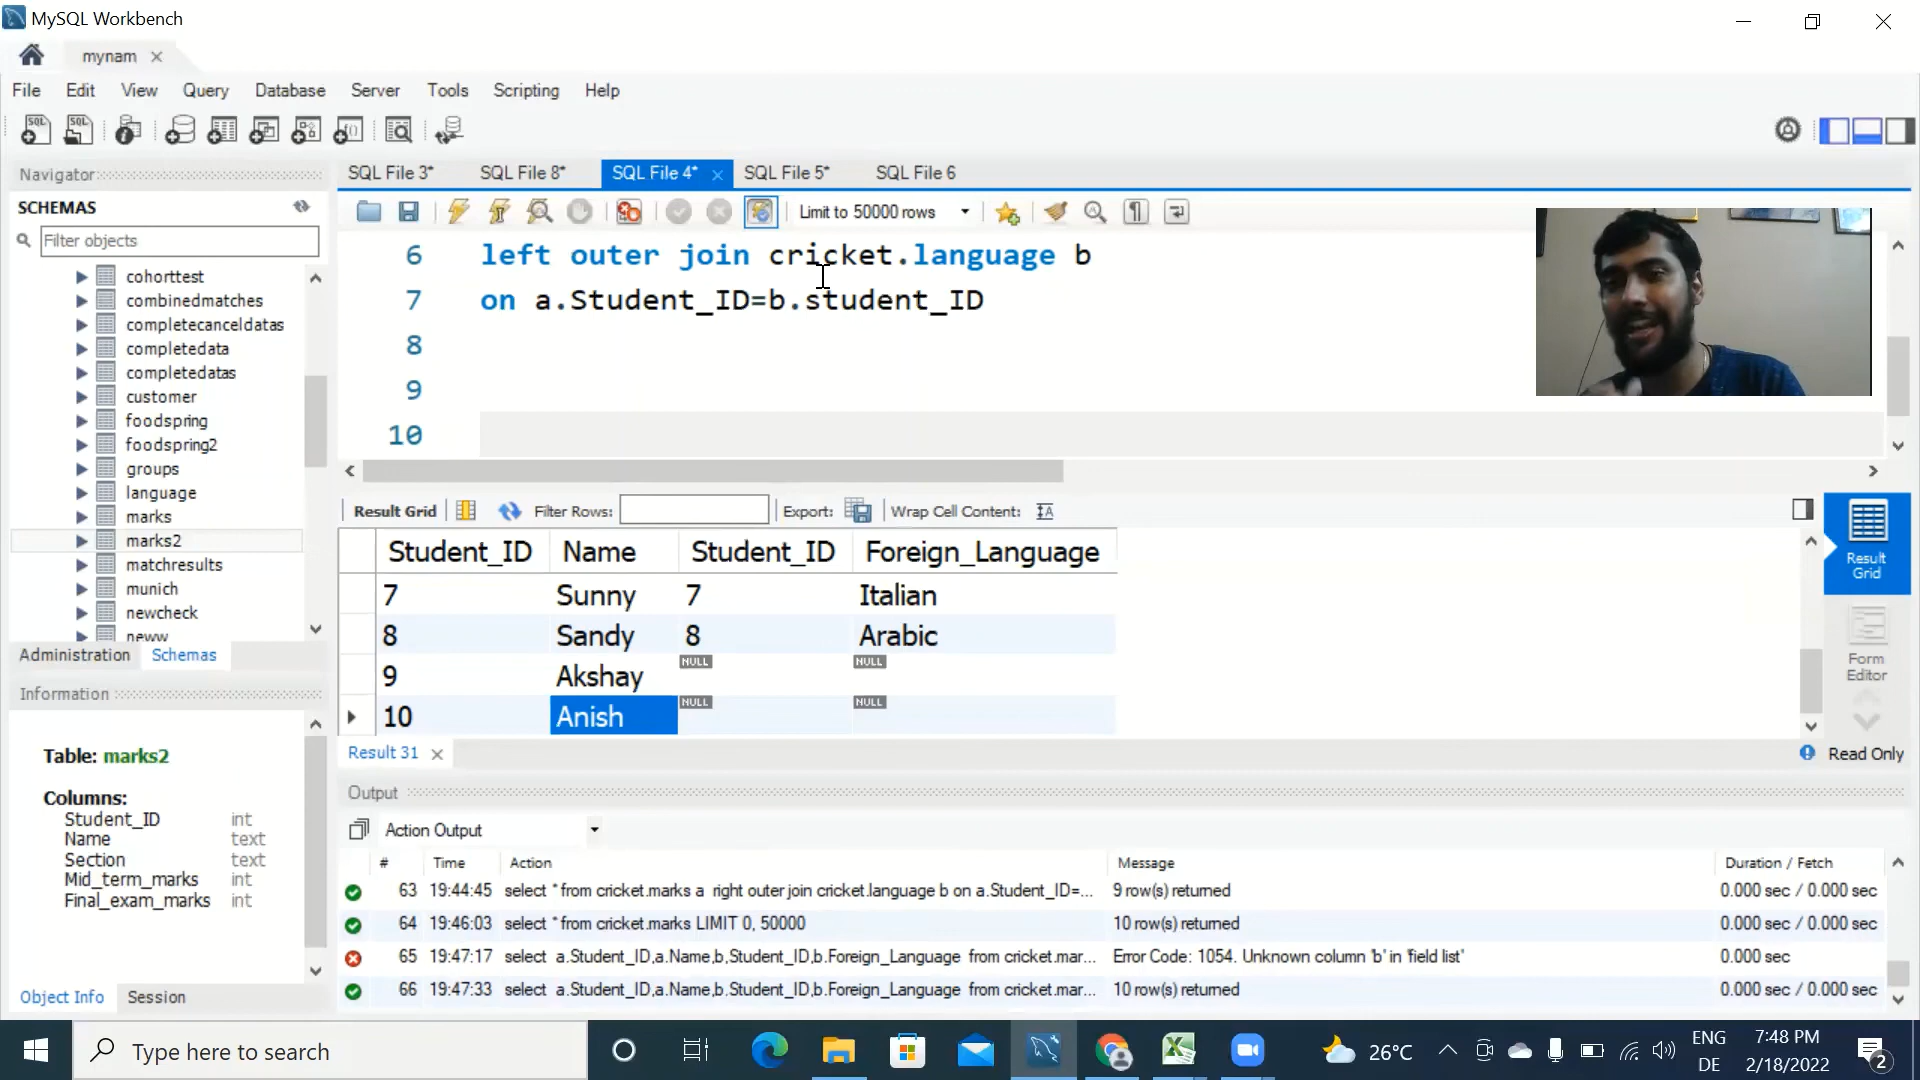 MySQL Workbench
mynam
File Edit View Query Database Server Tools Scripting Help
SQL SQL
Navigator
SCHEMAS
Filter objects
cohorttest
combinedmatches
completecanceldatas
completedata
completedatas
customer
foodspring
foodspring2
groups
language
marks
marks2
matchresults
munich
newcheck
neww
Administration Schemas
Information
Table: marks2
Columns:
Student_ID int
Name text
Section text
Mid_term_marks int
Final_exam_marks int
Object Info Session
SQL File 3* SQL File 8* SQL File 4* SQL File 5* SQL File 6
Limit to 50000 rows
6 left outer join cricket.language b
7 on a.Student_ID=b.student_ID
8
9
10
Result Grid Filter Rows: Export: Wrap Cell Content:
Student_ID Name Student_ID Foreign_Language
7 Sunny 7 Italian
8 Sandy 8 Arabic
9 Akshay NULL NULL
10 Anish NULL NULL
Result Grid
Form Editor
Result 31
Read Only
Output
Action Output
# Time Action Message Duration / Fetch
63 19:44:45 select * from cricket.marks a right outer join cricket.language b on a.Student_ID=... 9 row(s) returned 0.000 sec / 0.000 sec
64 19:46:03 select * from cricket.marks LIMIT 0, 50000 10 row(s) returned 0.000 sec / 0.000 sec
65 19:47:17 select a.Student_ID,a.Name,b,Student_ID,b.Foreign_Language from cricket.mar... Error Code: 1054. Unknown column 'b' in 'field list' 0.000 sec
66 19:47:33 select a.Student_ID,a.Name,b.Student_ID,b.Foreign_Language from cricket.mar... 10 row(s) returned 0.000 sec / 0.000 sec
Type here to search
26°C
ENG
DE
7:48 PM
2/18/2022
2